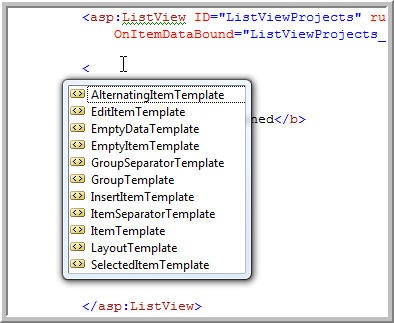 <asp:ListView ID="ListViewProjects" ru
OnItemDataBound="ListViewProjects_
<
AlternatingItemTemplate
EditItemTemplate
EmptyDataTemplate
ned</b>
EmptyItemTemplate
GroupSeparatorTemplate
GroupTemplate
InsertItemTemplate
ItemSeparatorTemplate
ItemTemplate
LayoutTemplate
SelectedItemTemplate
</asp:ListView>